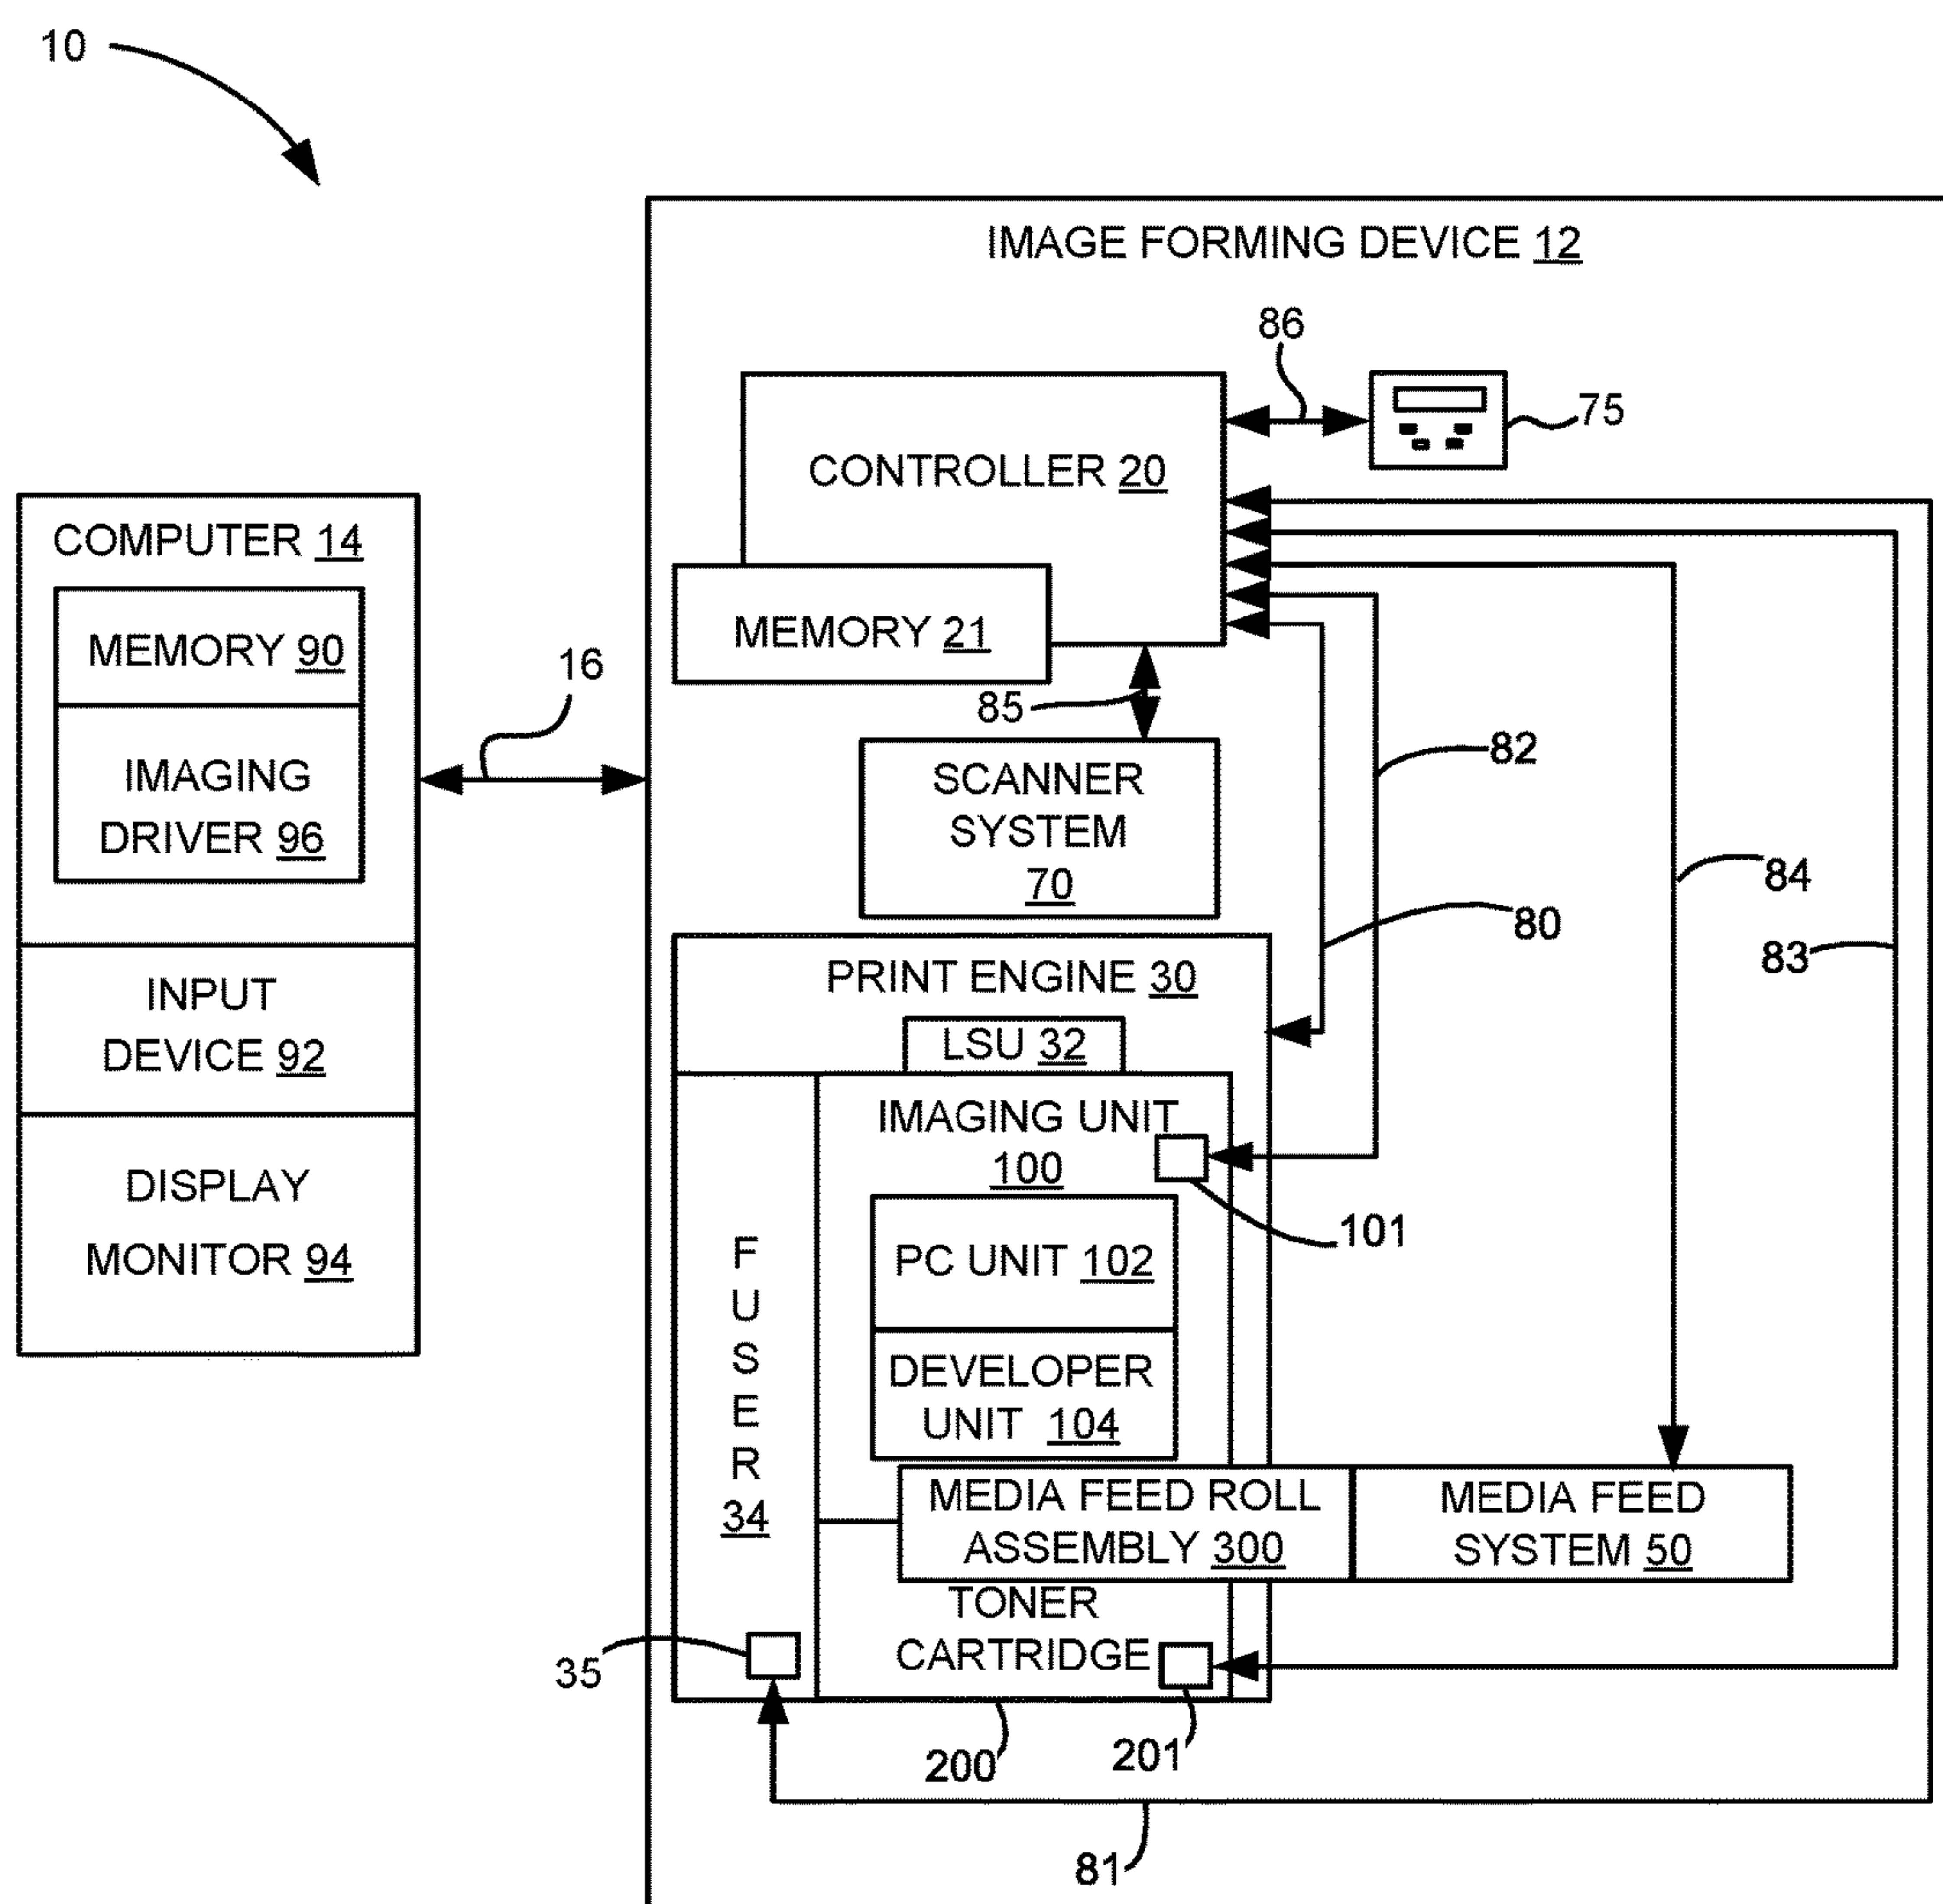 10
IMAGE FORMING DEVICE 12
86
75
CONTROLLER 20
MEMORY 21
85
SCANNER
SYSTEM
70
COMPUTER 14
MEMORY 90
IMAGING
DRIVER 96
INPUT
DEVICE 92
DISPLAY
MONITOR 94
16
82
84
80
83
PRINT ENGINE 30
LSU 32
IMAGING UNIT
100
101
PC UNIT 102
DEVELOPER
UNIT 104
FUSER
34
MEDIA FEED ROLL
ASSEMBLY 300
MEDIA FEED
SYSTEM 50
TONER
CARTRIDGE
35
200
201
81